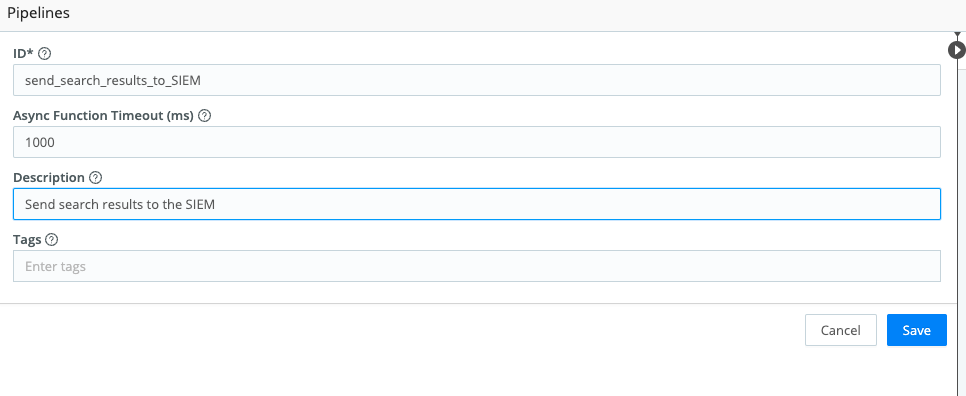 Pipelines
ID*
send_search_results_to_SIEM
Async Function Timeout (ms)
1000
Description
Send search results to the SIEM
Tags
Enter tags
Cancel
Save